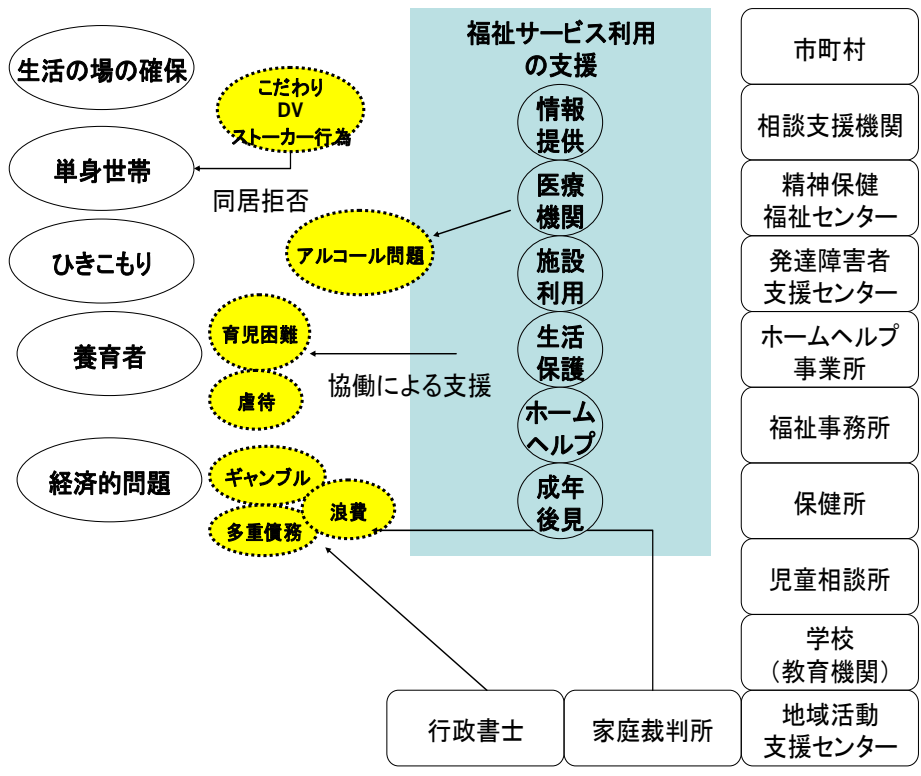 生活の場の確保
単身世帯
ひきこもり
養育者
経済的問題
こだわり
DV
ストーカー行為
同居拒否
アルコール問題
育児困難
虐待
協働による支援
ギャンブル
浪費
多重債務
福祉サービス利用
の支援
情報
提供
医療
機関
施設
利用
生活
保護
ホーム
ヘルプ
成年
後見
市町村
相談支援機関
精神保健
福祉センター
発達障害者
支援センター
ホームヘルプ
事業所
福祉事務所
保健所
児童相談所
学校
（教育機関）
行政書士
家庭裁判所
地域活動
支援センター